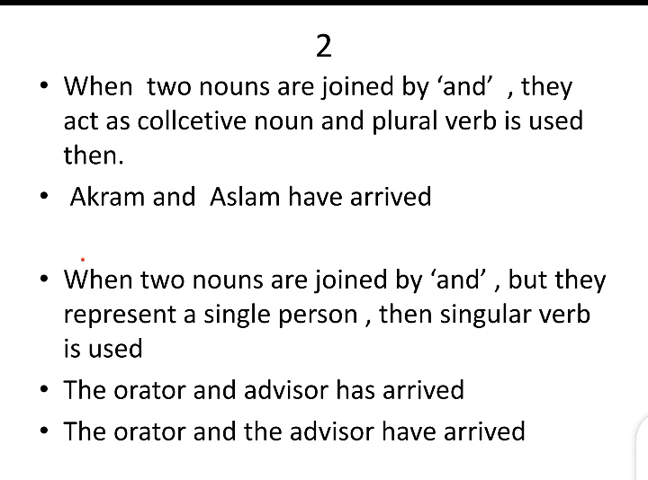 2
• When two nouns are joined by ‘and’ , they
act as collcetive noun and plural verb is used
then.
• Akram and Aslam have arrived
• When two nouns are joined by ‘and’ , but they
represent a single person , then singular verb
is used
• The orator and advisor has arrived
• The orator and the advisor have arrived